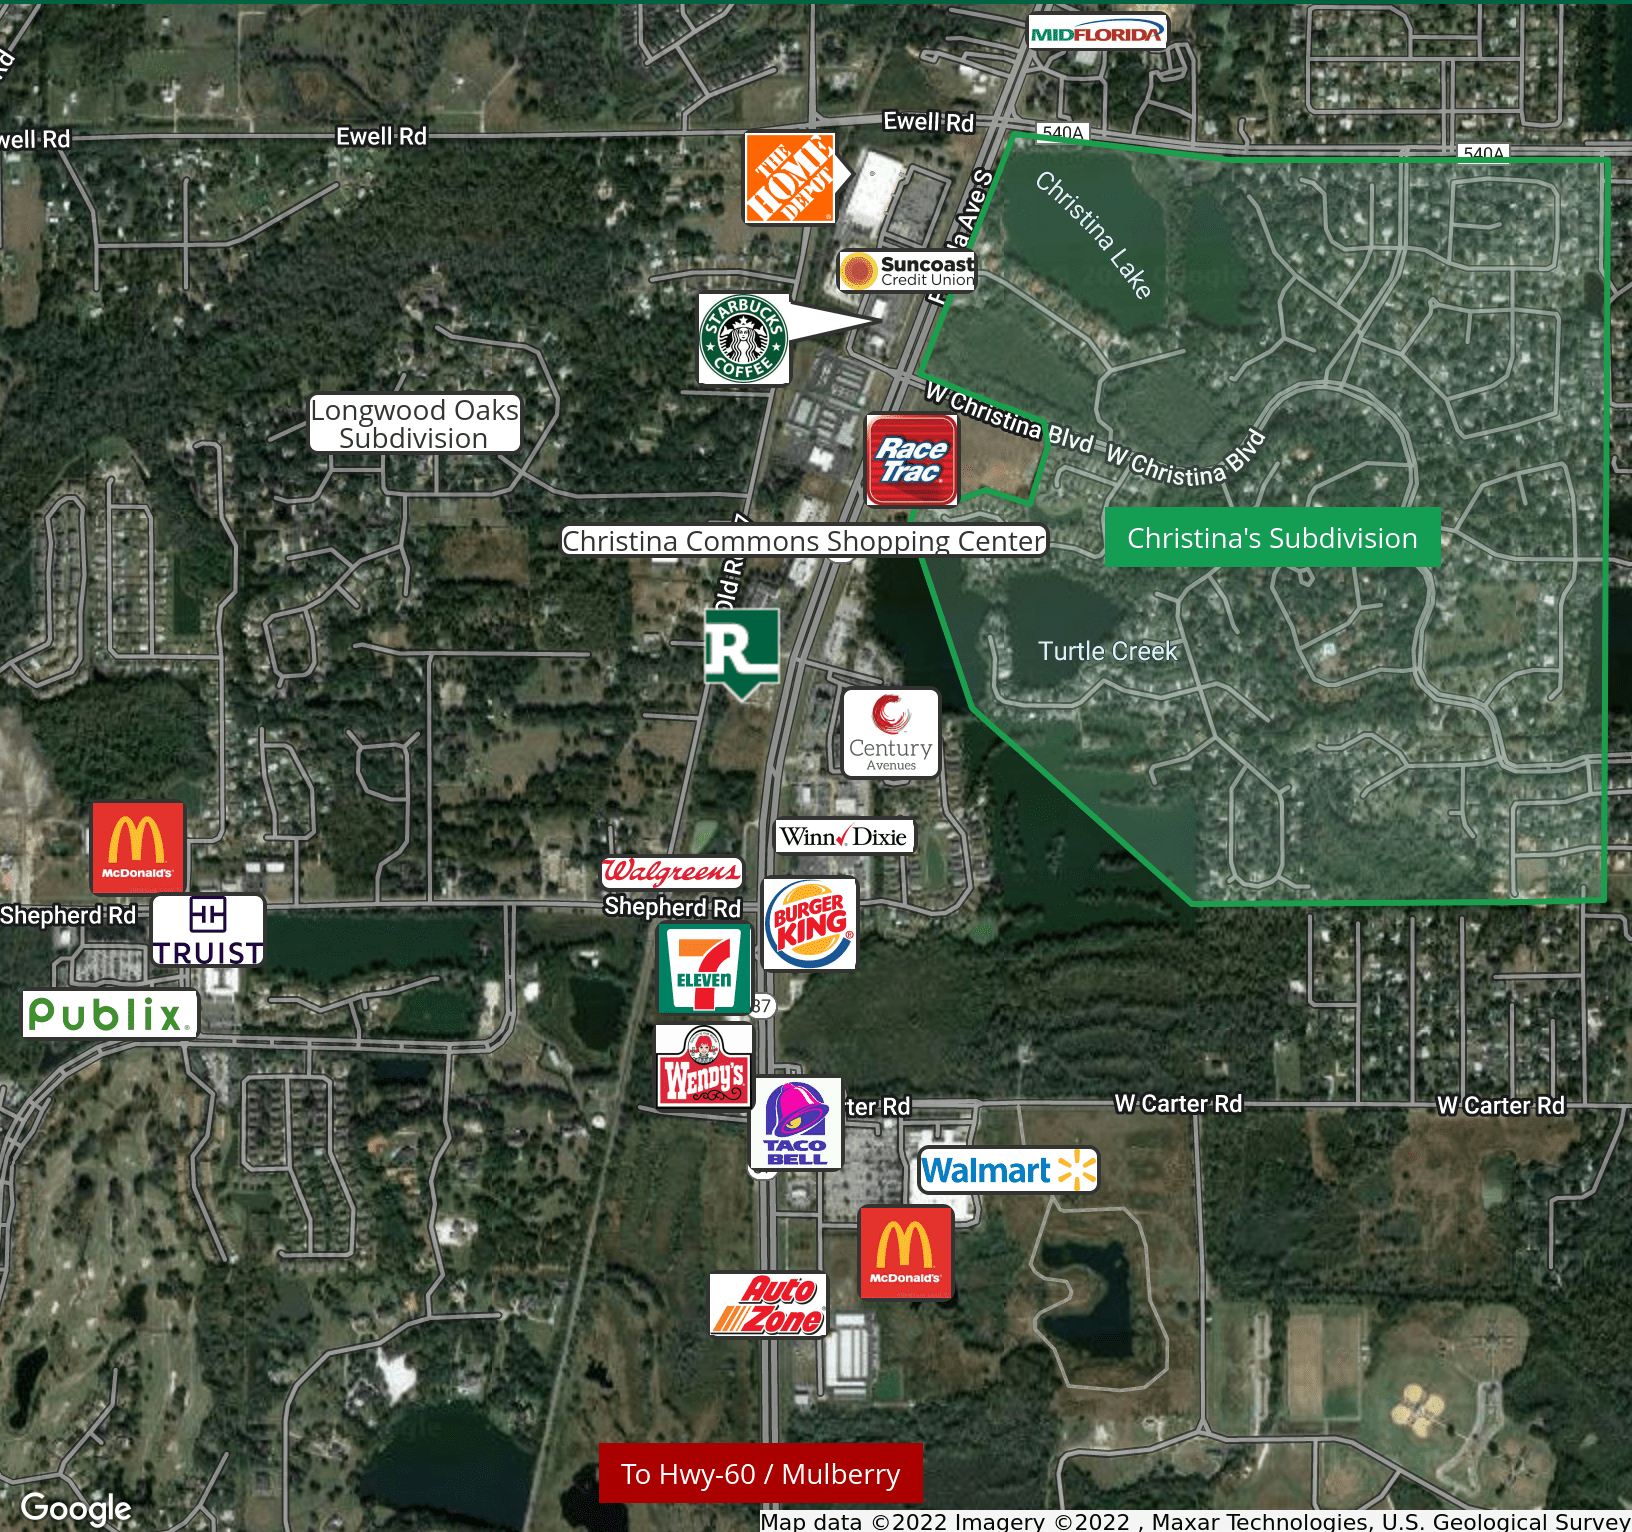 MIDFLORIDA
Ewell Rd
540A
well Rd
Ewell Rd
540A
THE
HOME
DEPOT
Christina Lake
la Ave S
Suncoast
Credit Union
STARBUCKS
COFFEE
W Christina Blvd
W Christina Blvd
Longwood Oaks
Subdivision
Race
Trac
Christina Commons Shopping Center
Christina's Subdivision
Old R
7
R
Turtle Creek
Century
Avenues
McDonald's
Winn Dixie
Walgreens
Shepherd Rd
Shepherd Rd
TRUIST
BURGER
KING
7
ELEVEN
37
Publix
Wendy's
TACO
BELL
ter Rd
W Carter Rd
W Carter Rd
Walmart
McDonald's
Auto
Zone
To Hwy-60 / Mulberry
Google
Map data ©2022 Imagery ©2022 , Maxar Technologies, U.S. Geological Survey